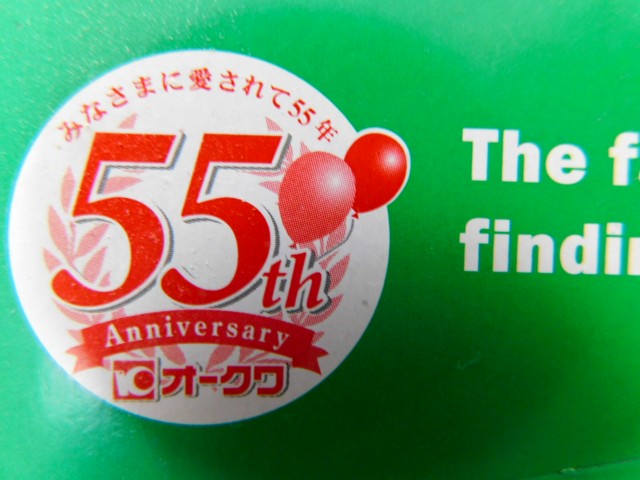 みなさまに愛されて55年
55th
Anniversary
オークワ
The
findin